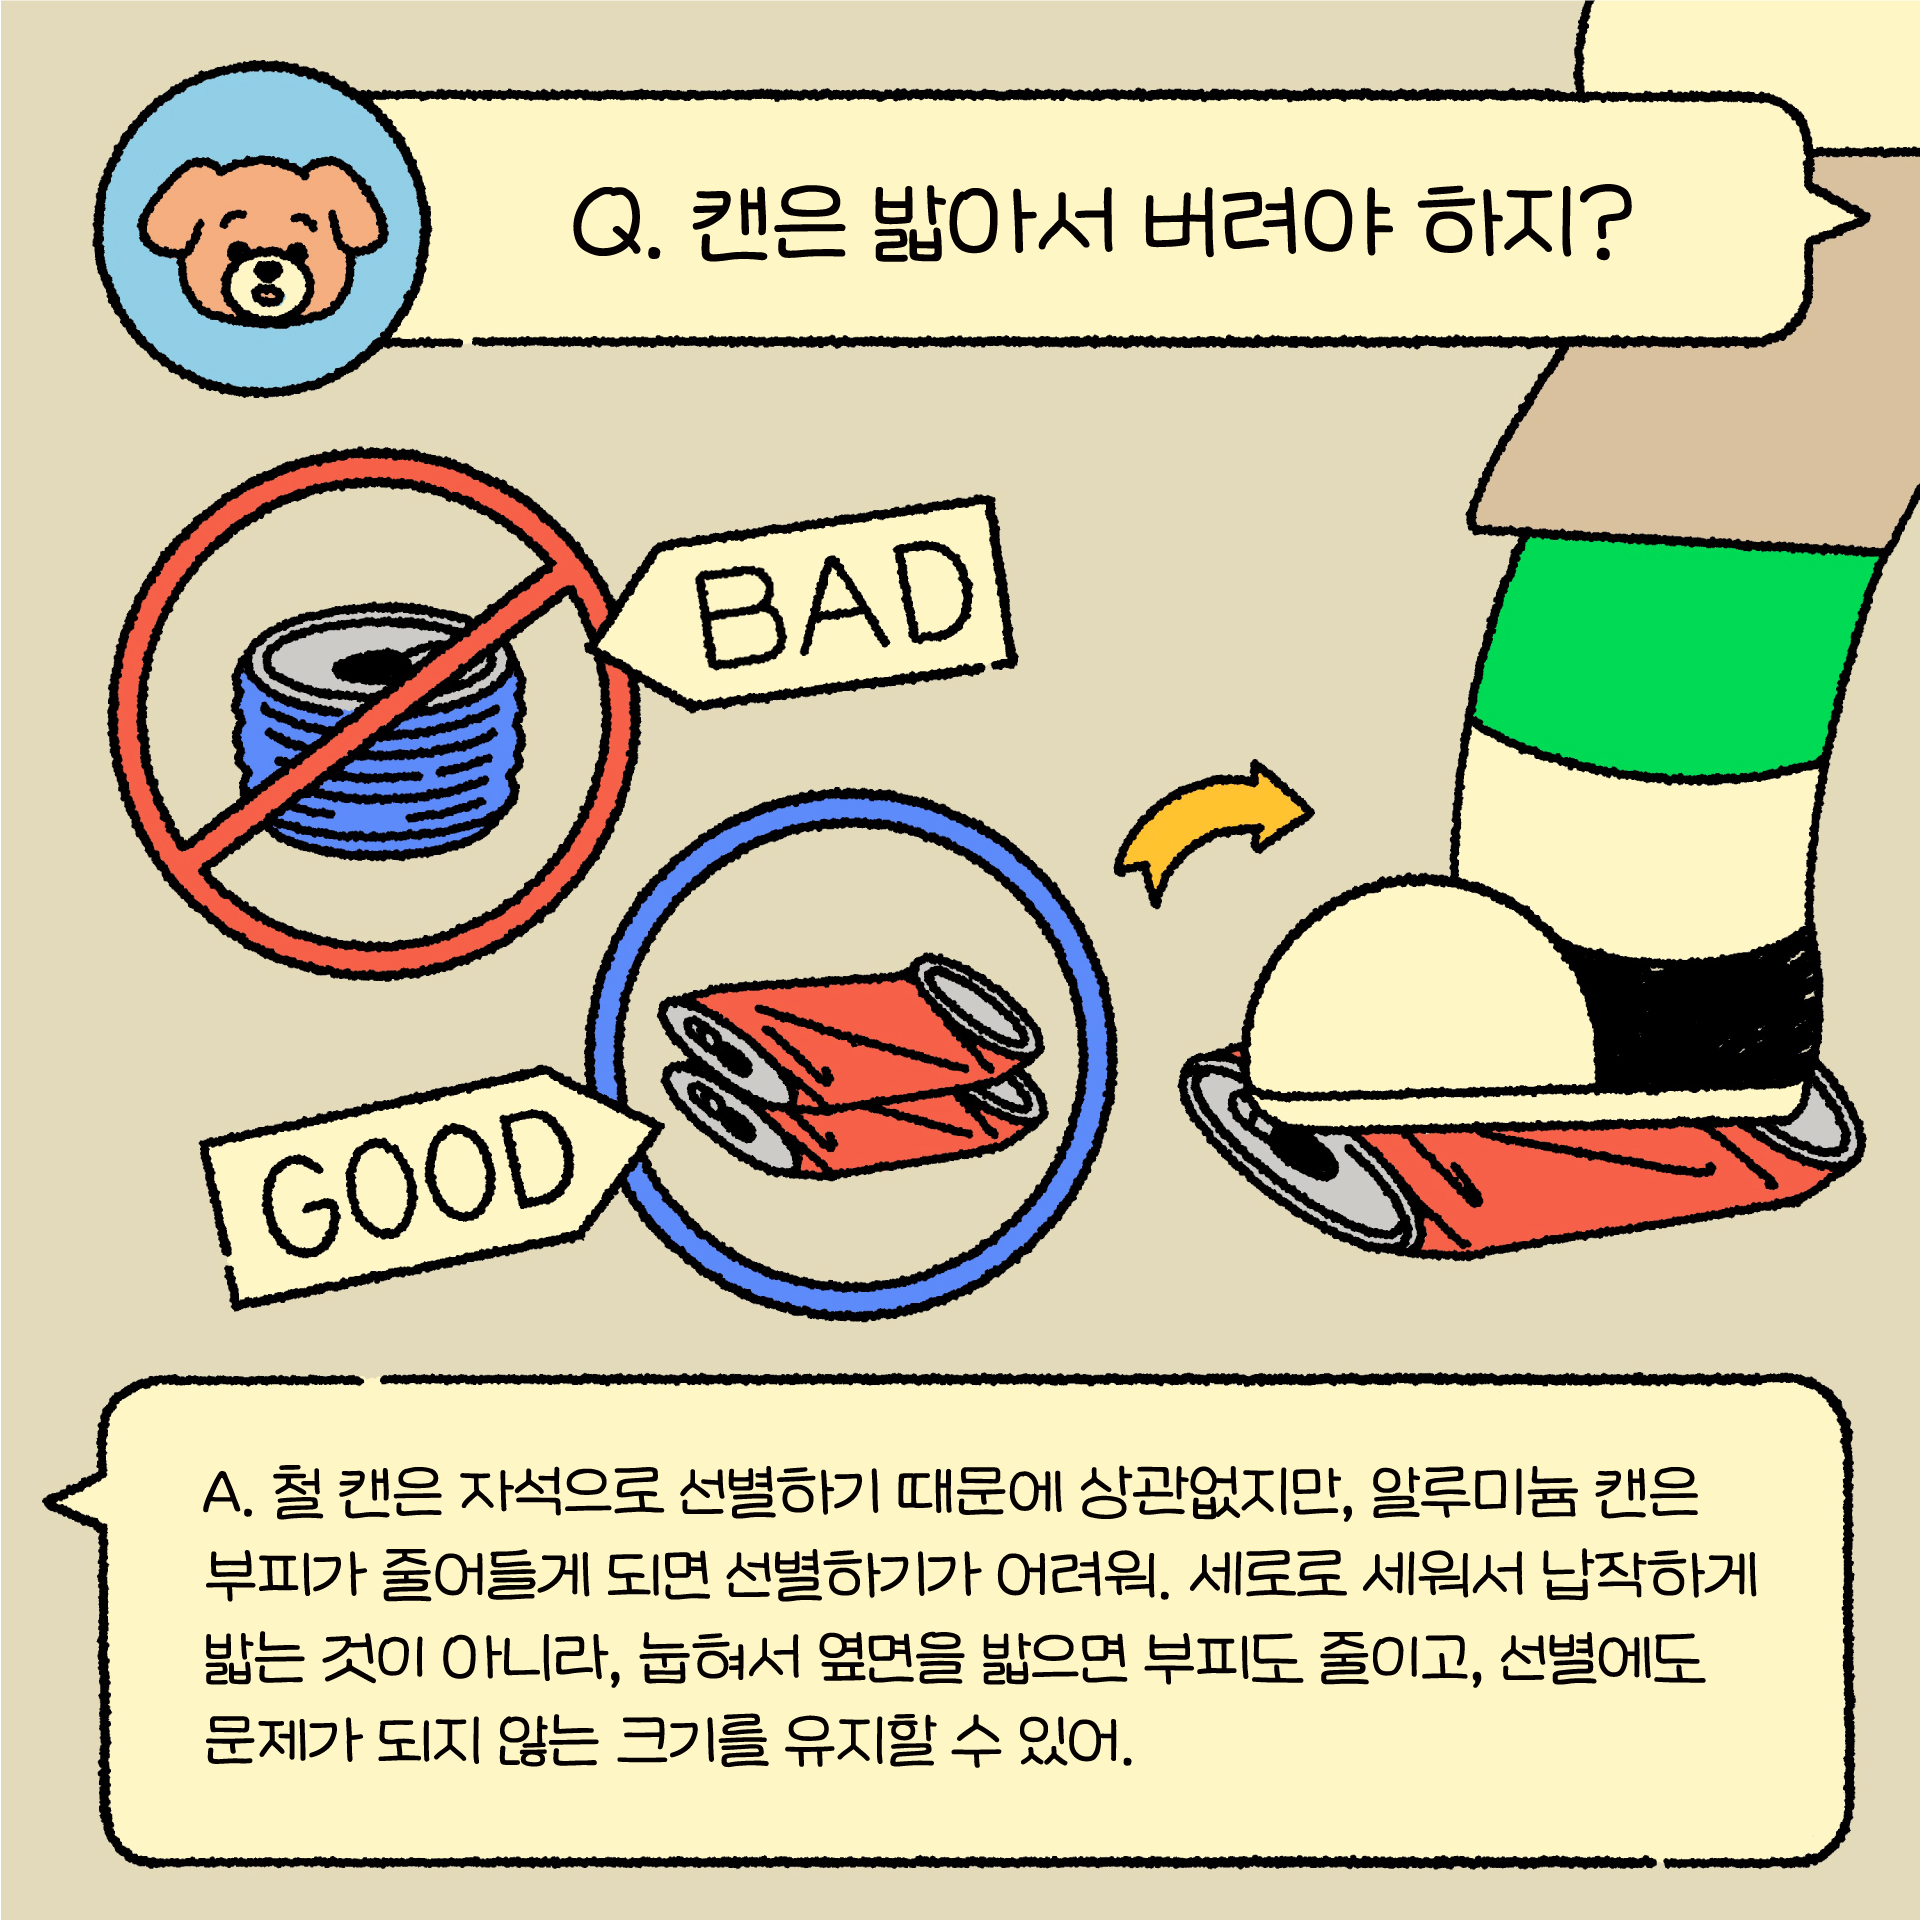 Q. 캔은 밟아서 버려야 하지?
BAD
GOOD
A. 철 캔은 자석으로 선별하기 때문에 상관없지만, 알루미늄 캔은
부피가 줄어들게 되면 선별하기가 어려워. 세로로 세워서 납작하게
밟는 것이 아니라, 눕혀서 옆면을 밟으면 부피도 줄이고, 선별에도
문제가 되지 않는 크기를 유지할 수 있어.